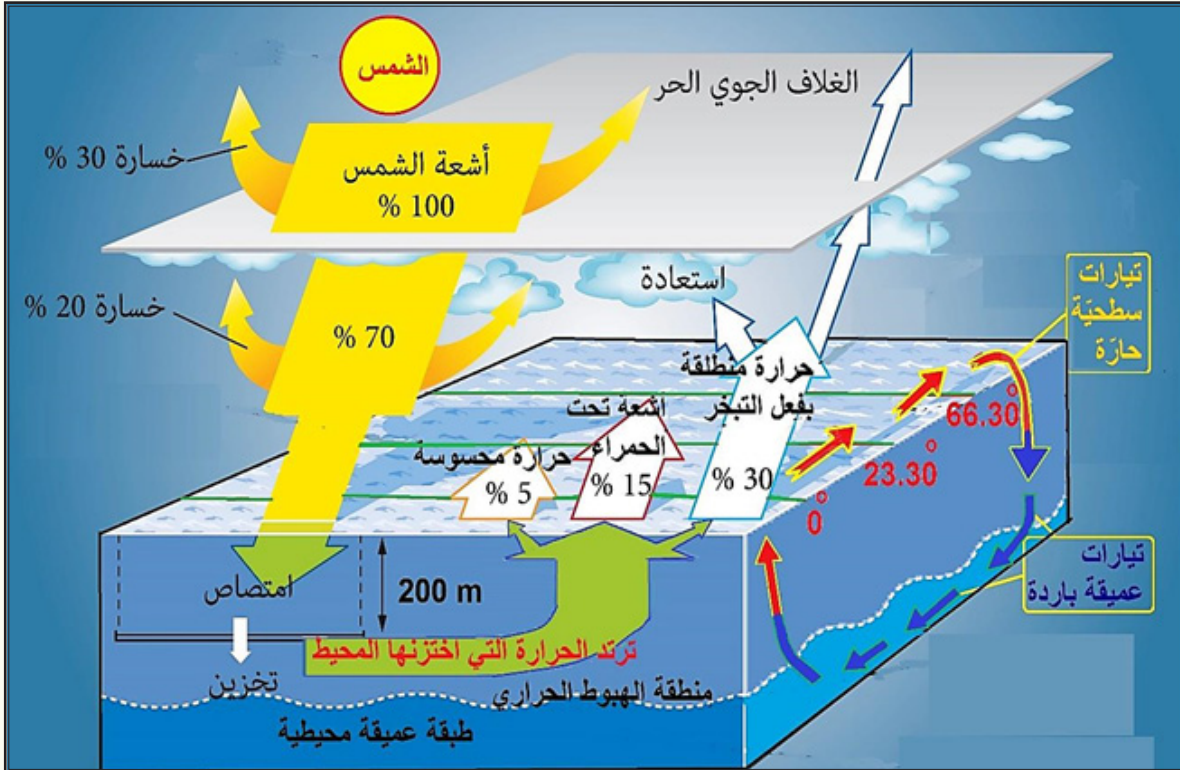 الشمس
الغلاف الجوي الحر
خسارة 30 %
أشعة الشمس
100 %
خسارة 20 %
70 %
استعادة
تيارات
سطحيّة
حارّة
حرارة منطلقة
بفعل التبخر
30 %
اشعة تحت
الحمراء
15 %
حرارة محسوسة
5 %
66.30°
23.30°
0°
تيارات
عميقة باردة
امتصاص
200 m
ترتد الحرارة التي اختزنها المحيط
تخزين
منطقة الهبوط الحراري
طبقة عميقة محيطية